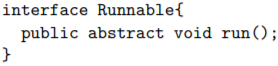 interface Runnable{
  public abstract void run();
}